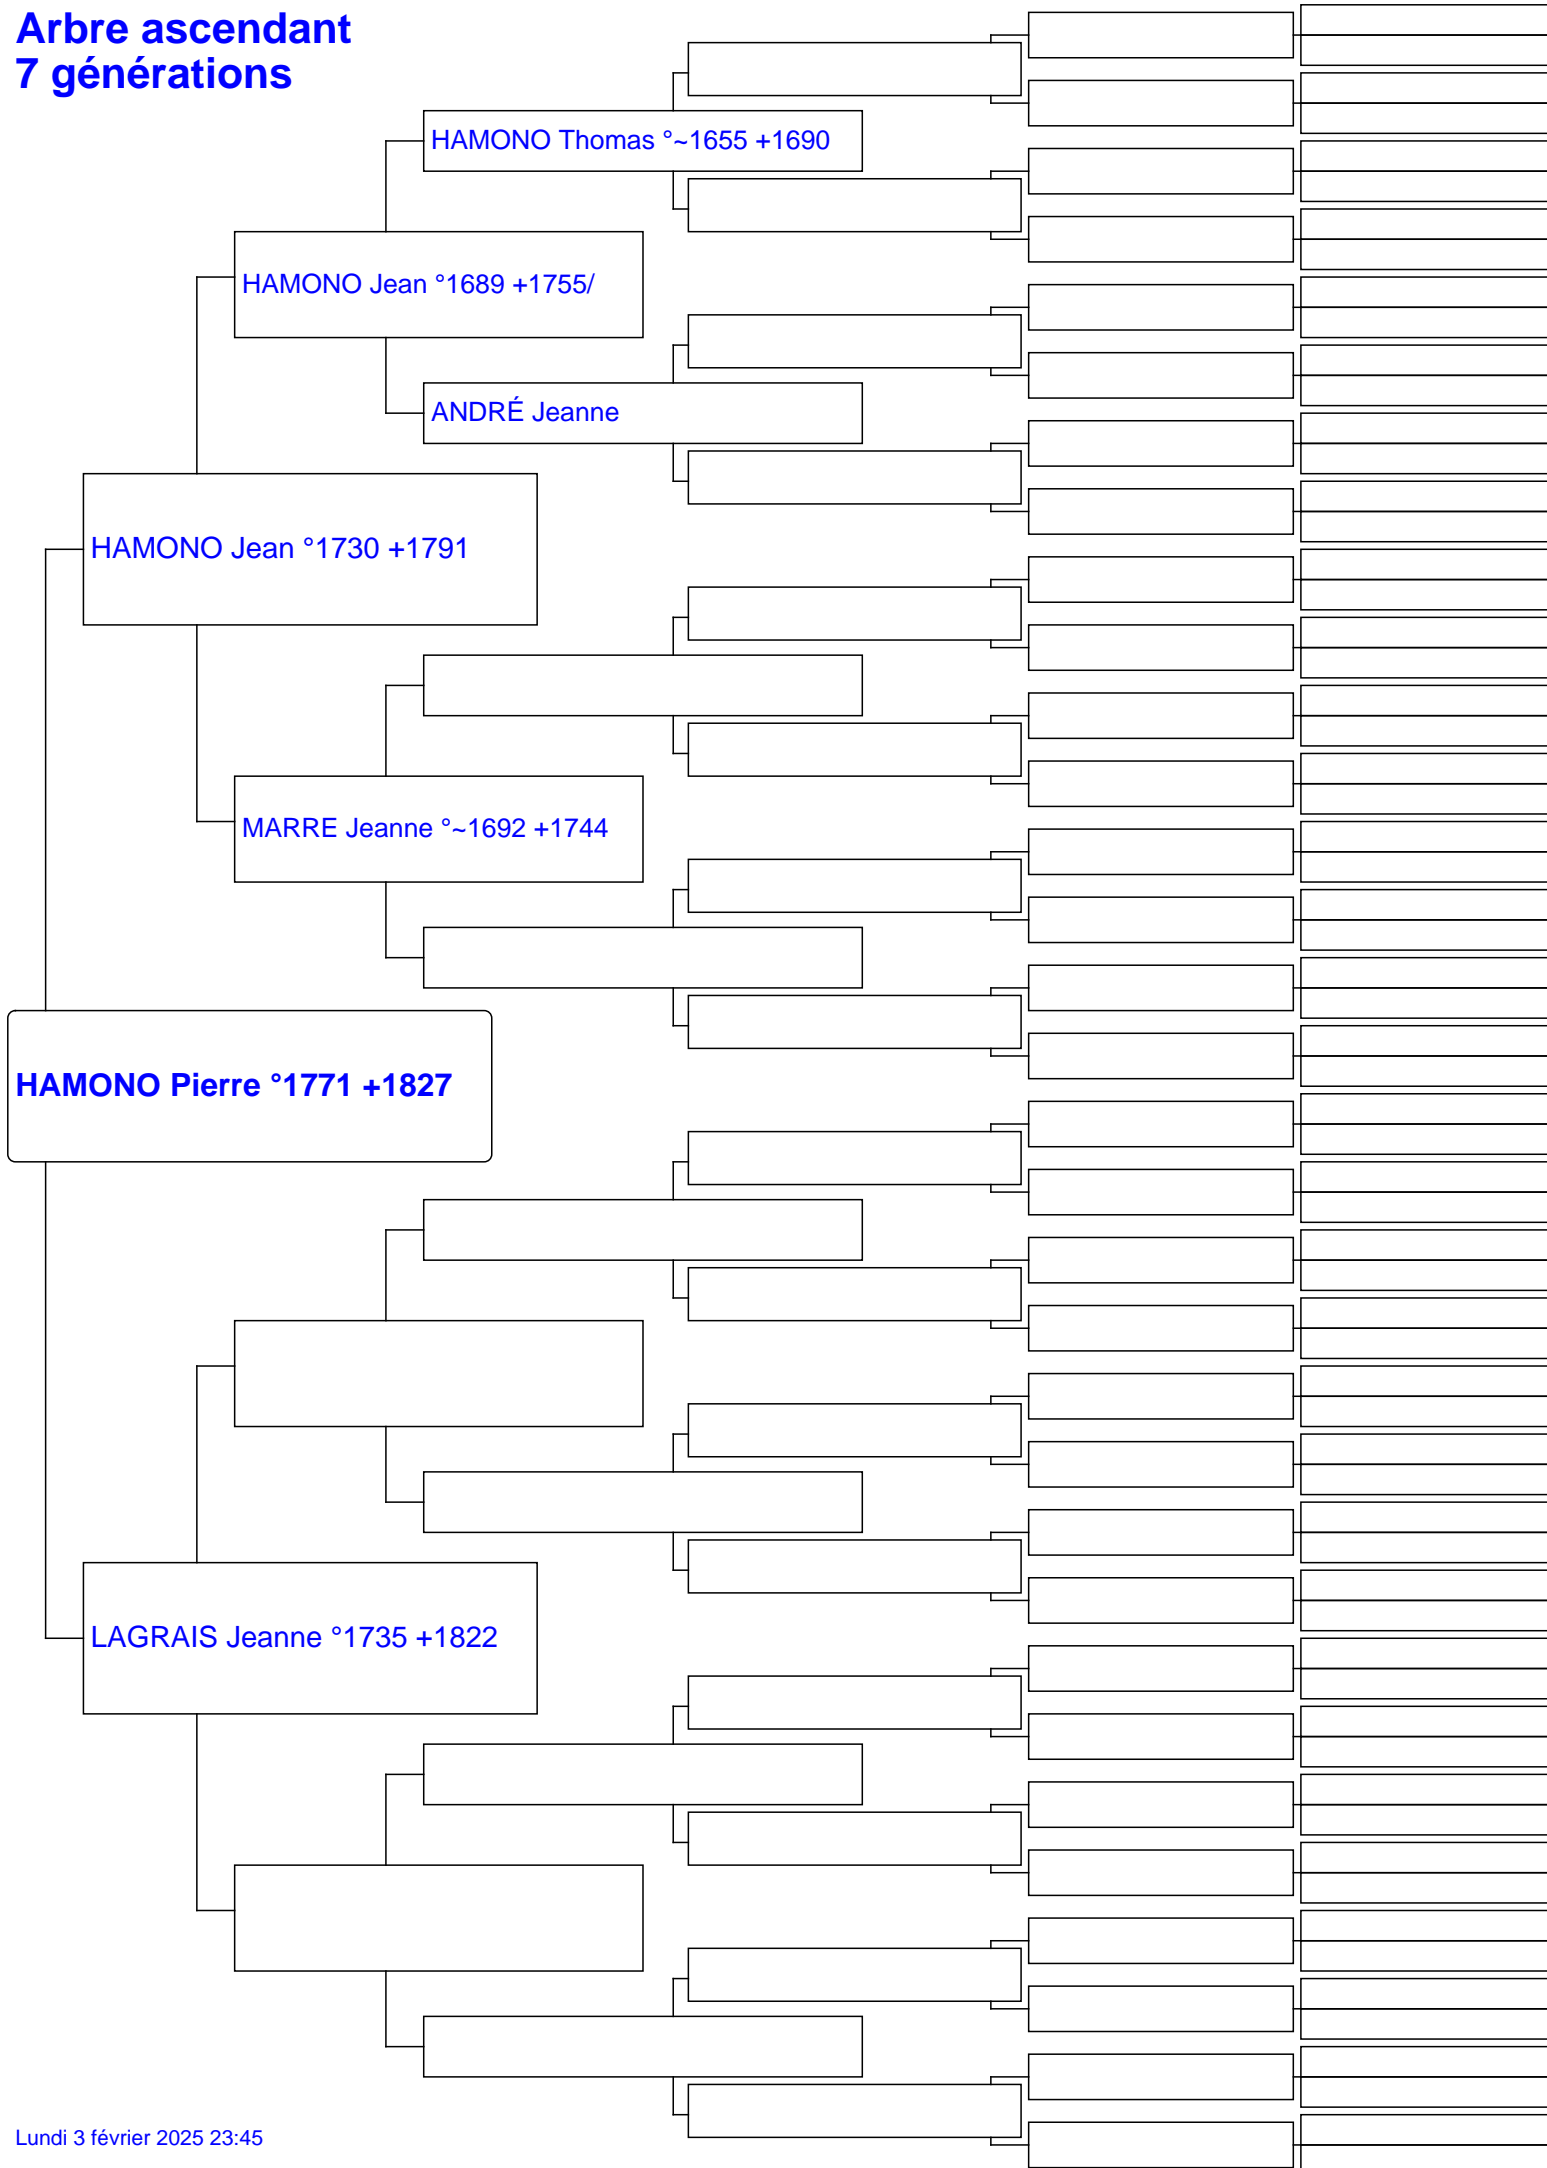 Arbre ascendant
7 générations
HAMONO Thomas °~1655 +1690
HAMONO Jean °1689 +1755/
ANDRÉ Jeanne
HAMONO Jean °1730 +1791
MARRE Jeanne °~1692 +1744
HAMONO Pierre °1771 +1827
LAGRAIS Jeanne °1735 +1822
Lundi 3 février 2025 23:45